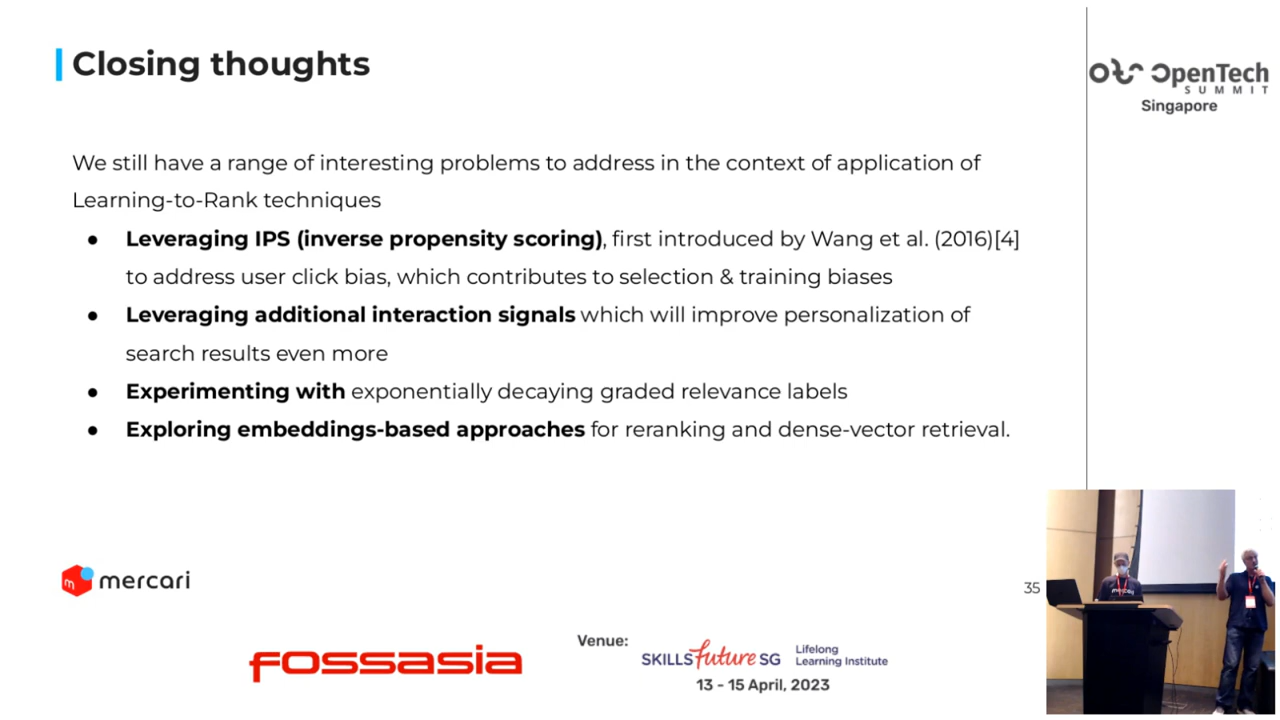 Closing thoughts
OpenTech
SUMMIT
Singapore
We still have a range of interesting problems to address in the context of application of
Learning-to-Rank techniques
● Leveraging IPS (inverse propensity scoring), first introduced by Wang et al. (2016)[4]
to address user click bias, which contributes to selection & training biases
● Leveraging additional interaction signals which will improve personalization of
search results even more
● Experimenting with exponentially decaying graded relevance labels
● Exploring embeddings-based approaches for reranking and dense-vector retrieval.
mercari
35
mercari
fossasia
Venue:
SKILLSfuture SG
Lifelong
Learning Institute
13 - 15 April, 2023